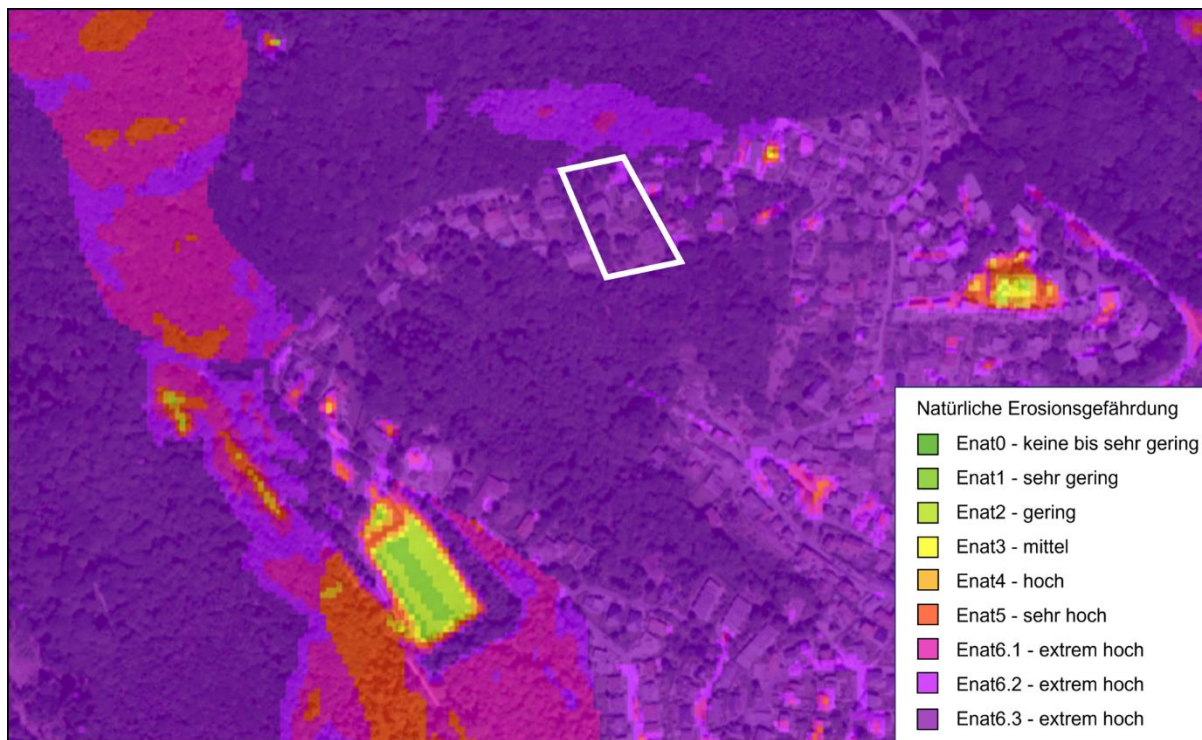 Natürliche Erosionsgefährdung
Enat0 - keine bis sehr gering
Enat1 - sehr gering
Enat2 - gering
Enat3 - mittel
Enat4 - hoch
Enat5 - sehr hoch
Enat6.1 - extrem hoch
Enat6.2 - extrem hoch
Enat6.3 - extrem hoch